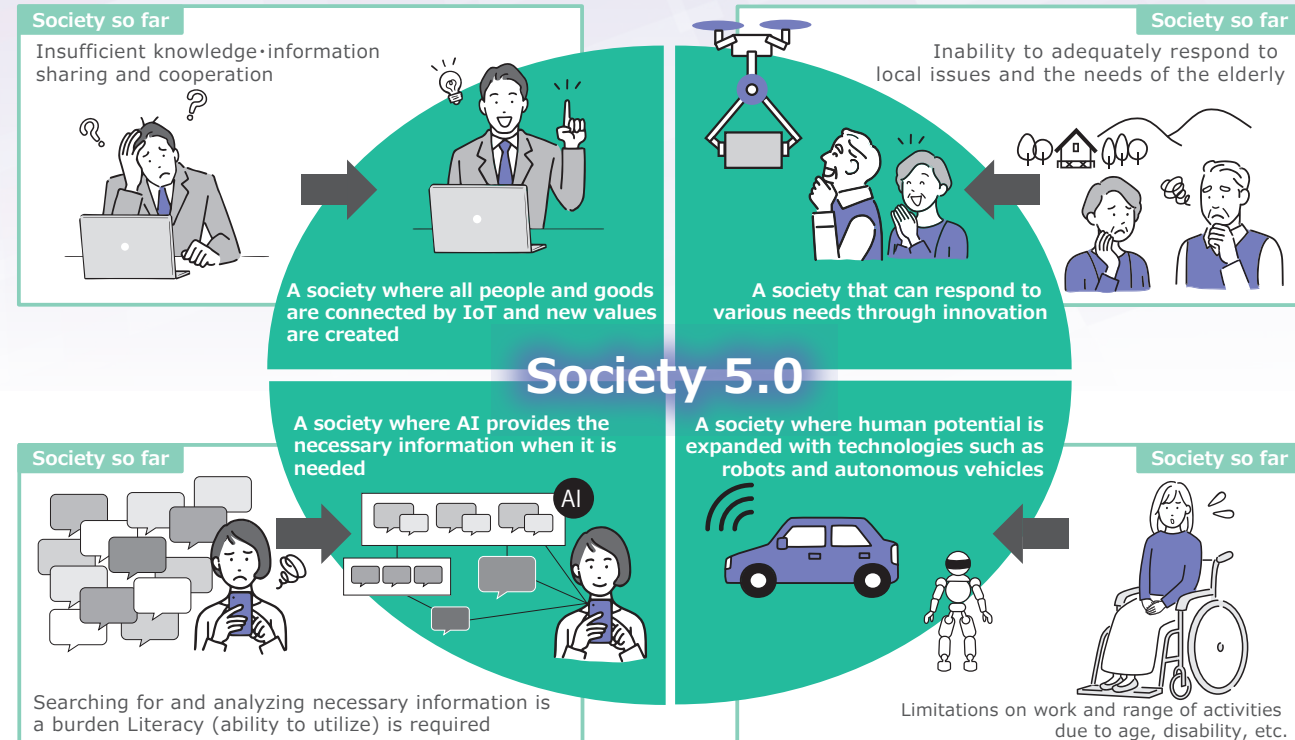 Society so far
Insufficient knowledge･information
sharing and cooperation
A society where all people and goods
are connected by IoT and new values
are created
Society so far
Inability to adequately respond to
local issues and the needs of the elderly
A society that can respond to
various needs through innovation
Society 5.0
A society where AI provides the
necessary information when it is
needed
AI
Society so far
Searching for and analyzing necessary information is
a burden Literacy (ability to utilize) is required
A society where human potential is
expanded with technologies such as
robots and autonomous vehicles
Society so far
Limitations on work and range of activities
due to age, disability, etc.